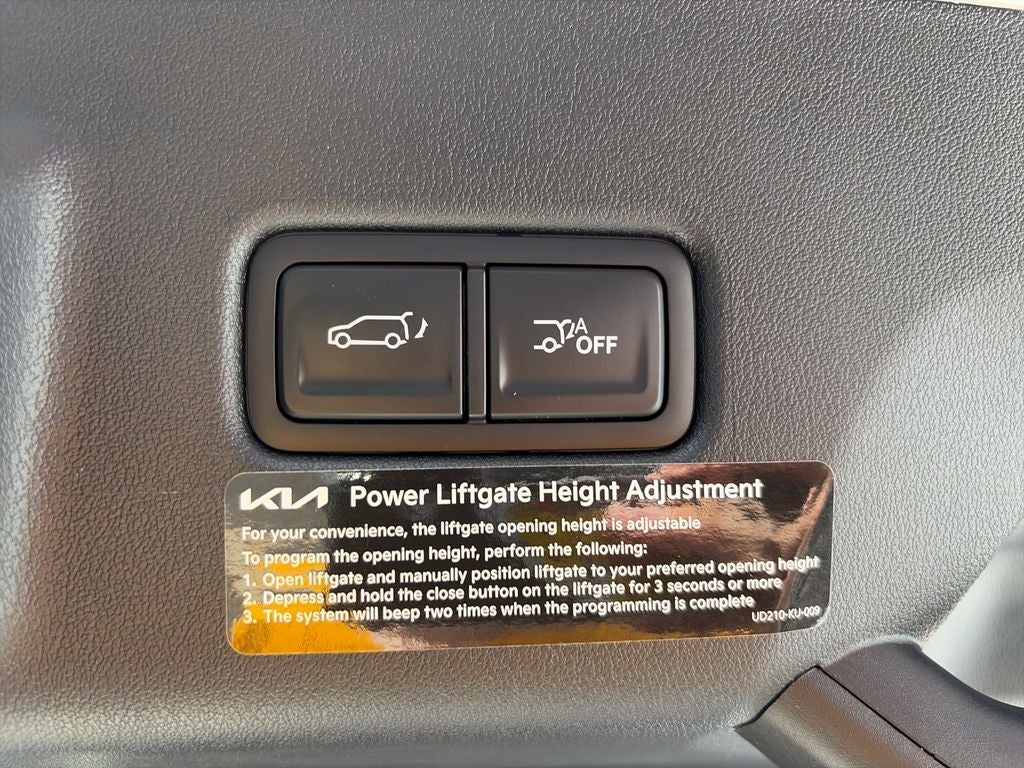 A
OFF
KIA Power Liftgate Height Adjustment
For your convenience, the liftgate opening height is adjustable
To program the opening height, perform the following:
1. Open liftgate and manually position liftgate to your preferred opening height
2. Depress and hold the close button on the liftgate for 3 seconds or more
3. The system will beep two times when the programming is complete
UD210-KU-009